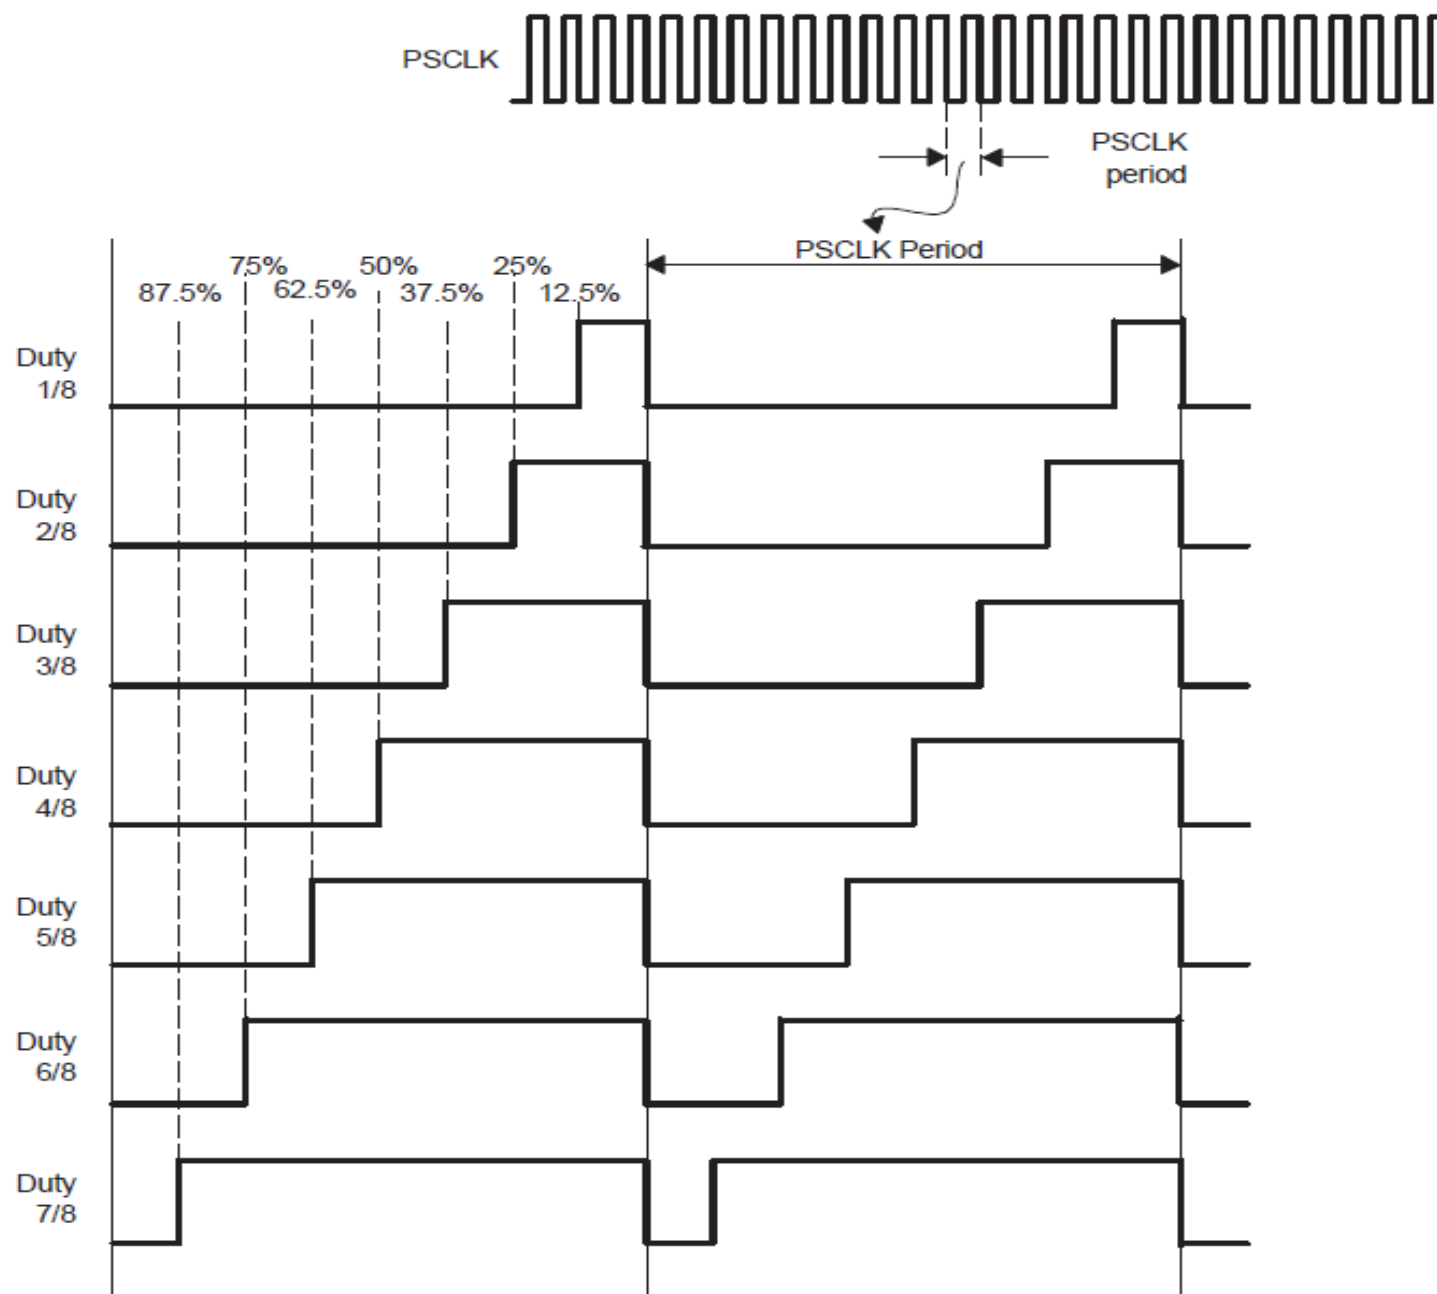 PSCLK
PSCLK
period
PSCLK Period
75%
50%
25%
87.5%
62.5%
37.5%
12.5%
Duty
1/8
Duty
2/8
Duty
3/8
Duty
4/8
Duty
5/8
Duty
6/8
Duty
7/8